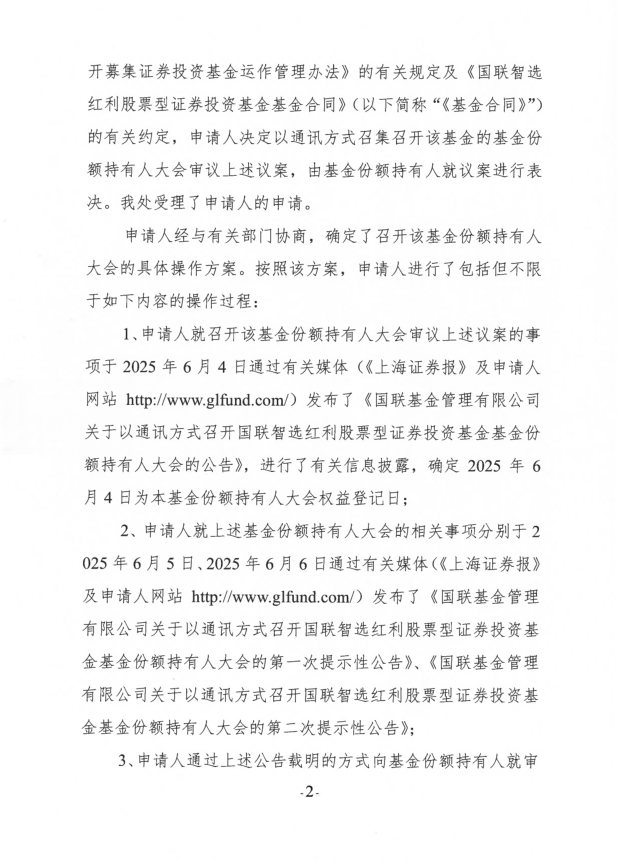 开募集证券投资基金运作管理办法》的有关规定及《国联智选
红利股票型证券投资基金基金合同》（以下简称“《基金合同》”）
的有关约定，申请人决定以通讯方式召集召开该基金的基金份
额持有人大会审议上述议案，由基金份额持有人就议案进行表
决。我处受理了申请人的申请。
申请人经与有关部门协商，确定了召开该基金份额持有人
大会的具体操作方案。按照该方案，申请人进行了包括但不限
于如下内容的操作过程：
1、申请人就召开该基金份额持有人大会审议上述议案的事
项于 2025 年 6 月 4 日通过有关媒体（《上海证券报》及申请人
网站 http://www.glfund.com/）发布了《国联基金管理有限公司
关于以通讯方式召开国联智选红利股票型证券投资基金基金份
额持有人大会的公告》，进行了有关信息披露，确定 2025 年 6
月 4 日为本基金份额持有人大会权益登记日；
2、申请人就上述基金份额持有人大会的相关事项分别于 2
025 年 6 月 5 日、2025 年 6 月 6 日通过有关媒体（《上海证券报》
及申请人网站 http://www.glfund.com/）发布了《国联基金管理
有限公司关于以通讯方式召开国联智选红利股票型证券投资基
金基金份额持有人大会的第一次提示性公告》、《国联基金管理
有限公司关于以通讯方式召开国联智选红利股票型证券投资基
金基金份额持有人大会的第二次提示性公告》；
3、申请人通过上述公告载明的方式向基金份额持有人就审
-2-